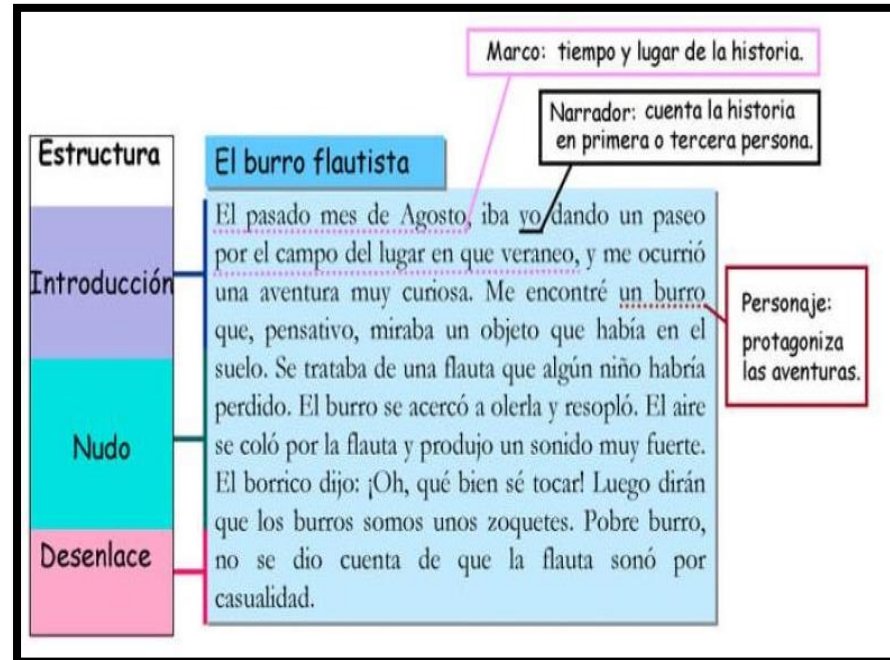 Marco: tiempo y lugar de la historia.
Narrador: cuenta la historia
en primera o tercera persona.
Estructura
El burro flautista
Introducción
Nudo
Desenlace
El pasado mes de Agosto, iba yo dando un paseo
por el campo del lugar en que veraneo, y me ocurrió
una aventura muy curiosa. Me encontré un burro
que, pensativo, miraba un objeto que había en el
suelo. Se trataba de una flauta que algún niño habría
perdido. El burro se acercó a olerla y resopló. El aire
se coló por la flauta y produjo un sonido muy fuerte.
El borrico dijo: ¡Oh, qué bien sé tocar! Luego dirán
que los burros somos unos zoquetes. Pobre burro,
no se dio cuenta de que la flauta sonó por
casualidad.
Personaje:
protagoniza
las aventuras.